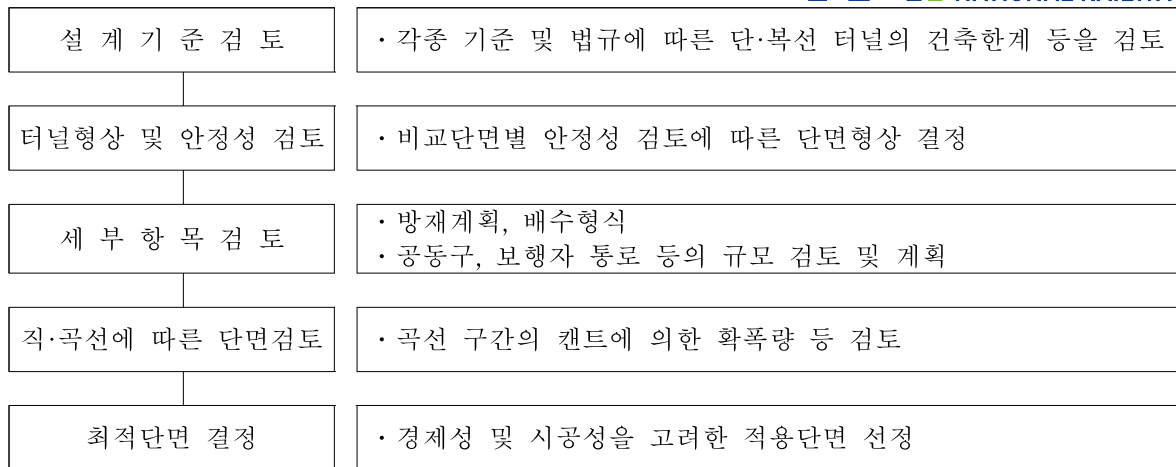 설 계 기 준 검 토
· 각종 기준 및 법규에 따른 단·복선 터널의 건축한계 등을 검토
터널형상 및 안정성 검토
· 비교단면별 안정성 검토에 따른 단면형상 결정
세 부 항 목 검 토
· 방재계획, 배수형식
· 공동구, 보행자 통로 등의 규모 검토 및 계획
직·곡선에 따른 단면검토
· 곡선 구간의 캔트에 의한 확폭량 등 검토
최적단면 결정
· 경제성 및 시공성을 고려한 적용단면 선정